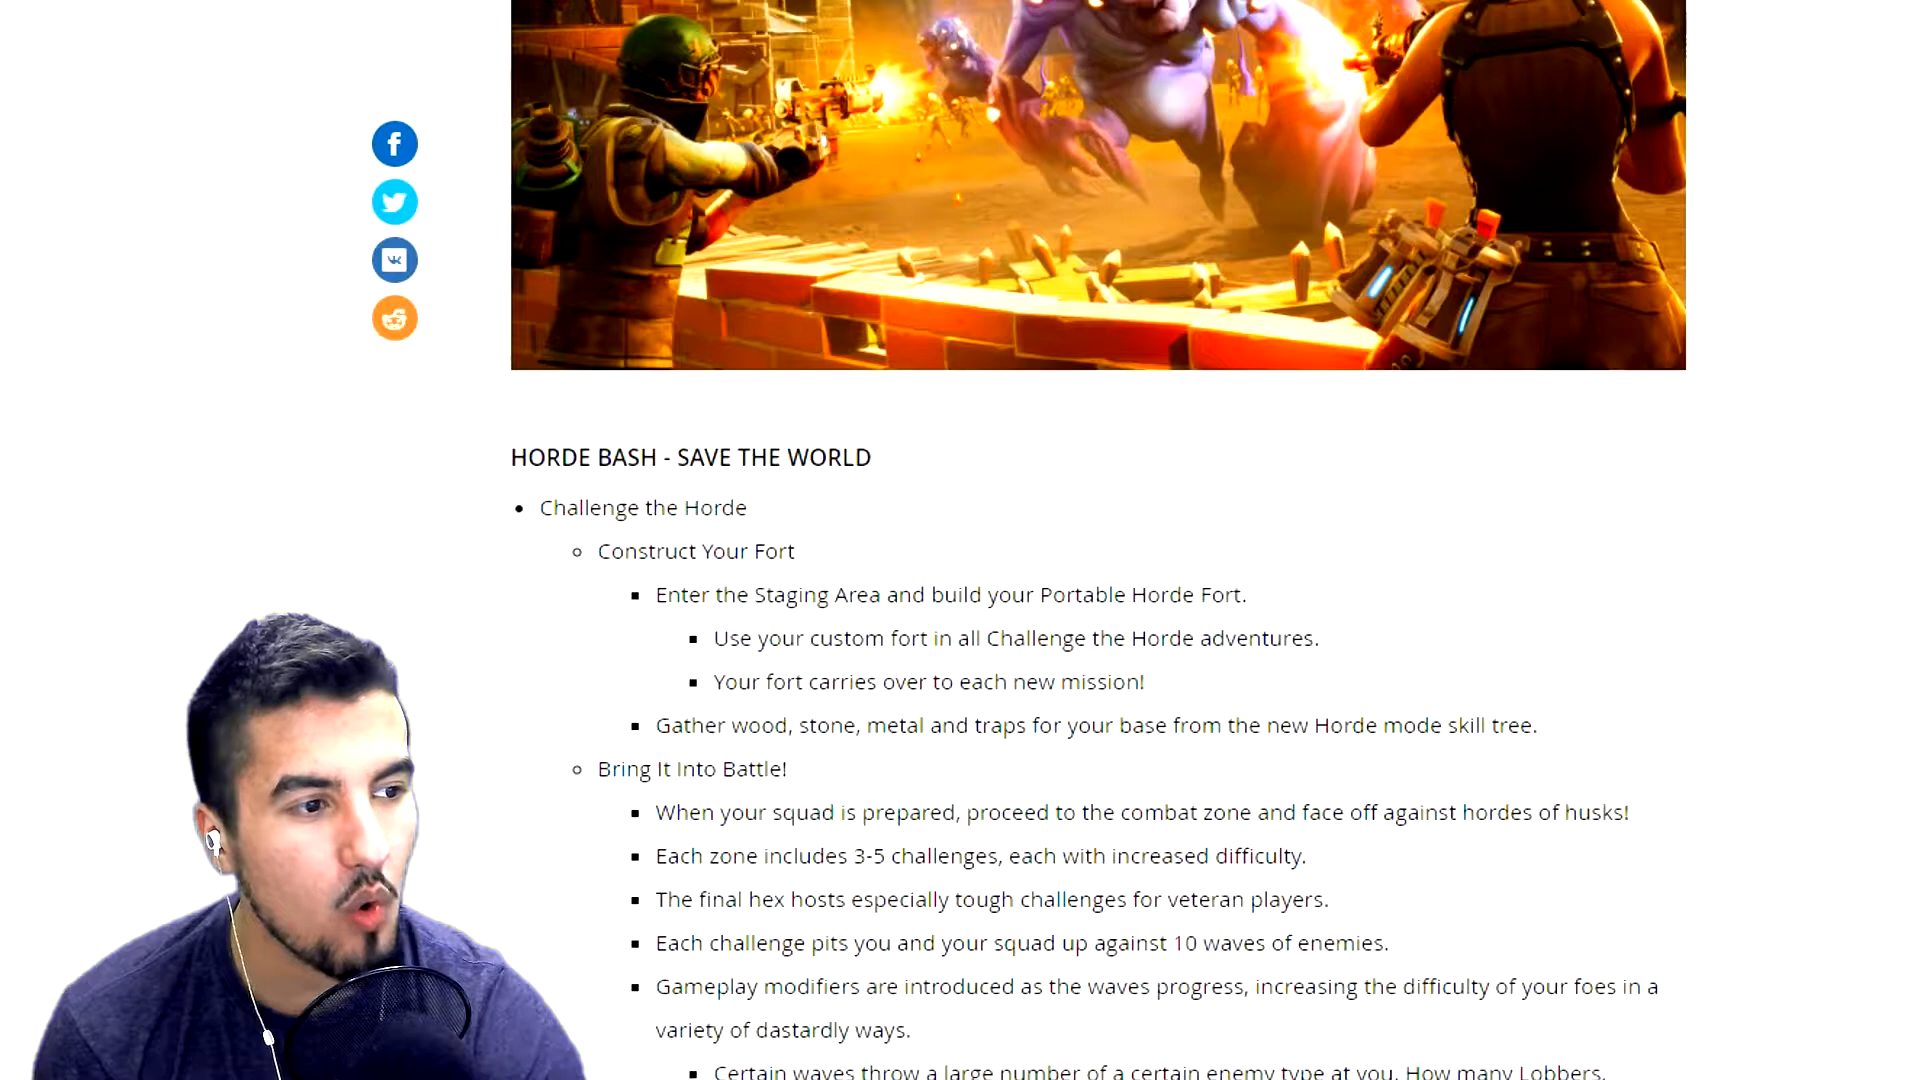 HORDE BASH - SAVE THE WORLD
Challenge the Horde
Construct Your Fort
Enter the Staging Area and build your Portable Horde Fort.
Use your custom fort in all Challenge the Horde adventures.
Your fort carries over to each new mission!
Gather wood, stone, metal and traps for your base from the new Horde mode skill tree.
Bring It Into Battle!
When your squad is prepared, proceed to the combat zone and face off against hordes of husks!
Each zone includes 3-5 challenges, each with increased difficulty.
The final hex hosts especially tough challenges for veteran players.
Each challenge pits you and your squad up against 10 waves of enemies.
Gameplay modifiers are introduced as the waves progress, increasing the difficulty of your foes in a
variety of dastardly ways.
Certain waves throw a large number of a certain enemy type at you. How many Lobbers,